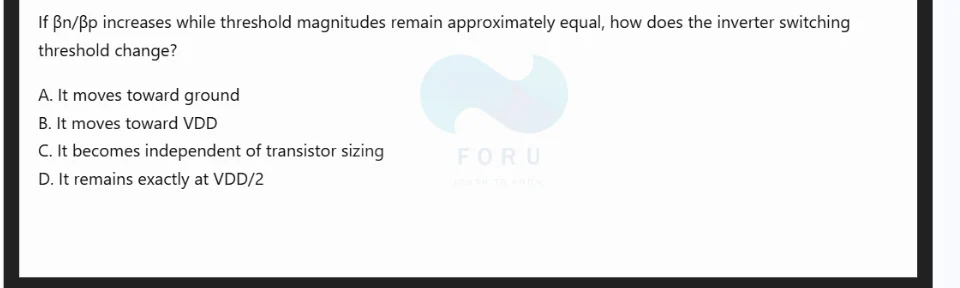 If βn/βp increases while threshold magnitudes remain approximately equal, how does the inverter switching
threshold change?
A. It moves toward ground
B. It moves toward VDD
C. It becomes independent of transistor sizing
D. It remains exactly at VDD/2
FORU